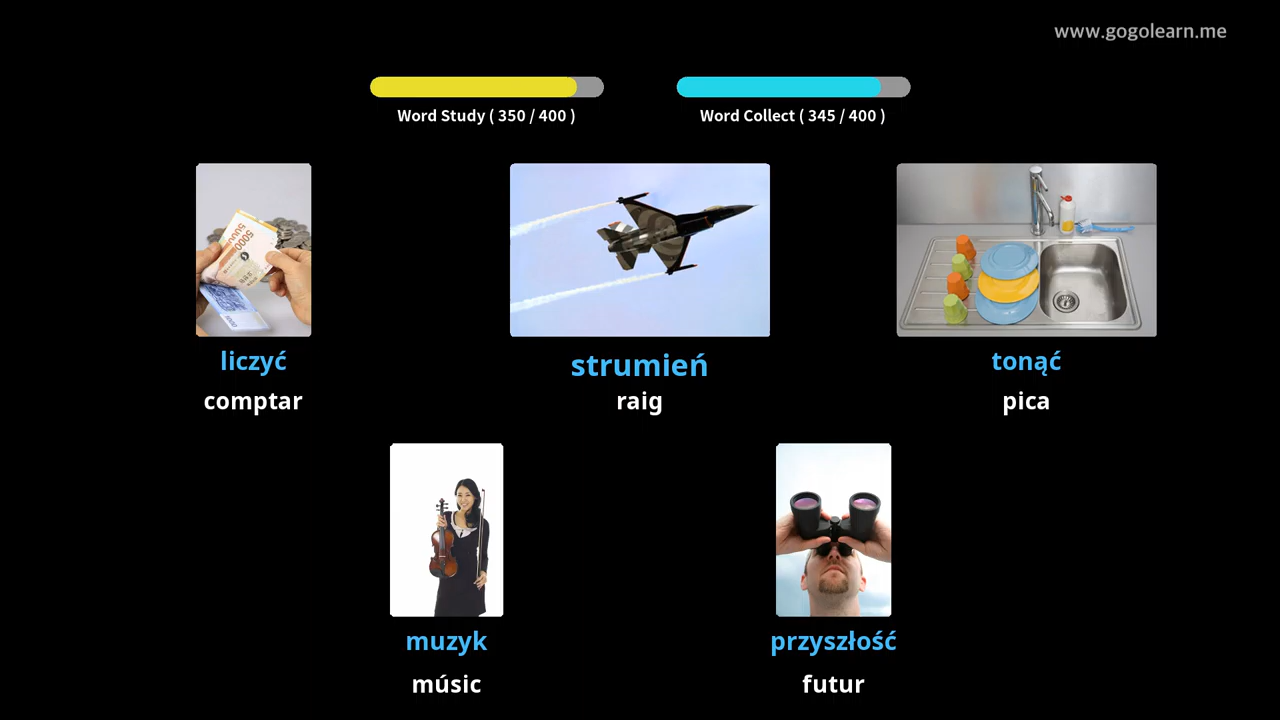 www.gogolearn.me
Word Study ( 350 / 400 )
Word Collect ( 345 / 400 )
liczyć
comptar
strumień
raig
tonąć
pica
muzyk
músic
przyszłość
futur